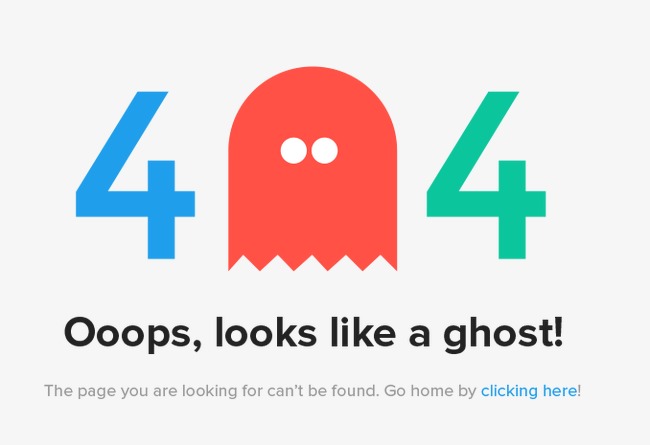 4 4
Ooops, looks like a ghost!
The page you are looking for can't be found. Go home by clicking here!